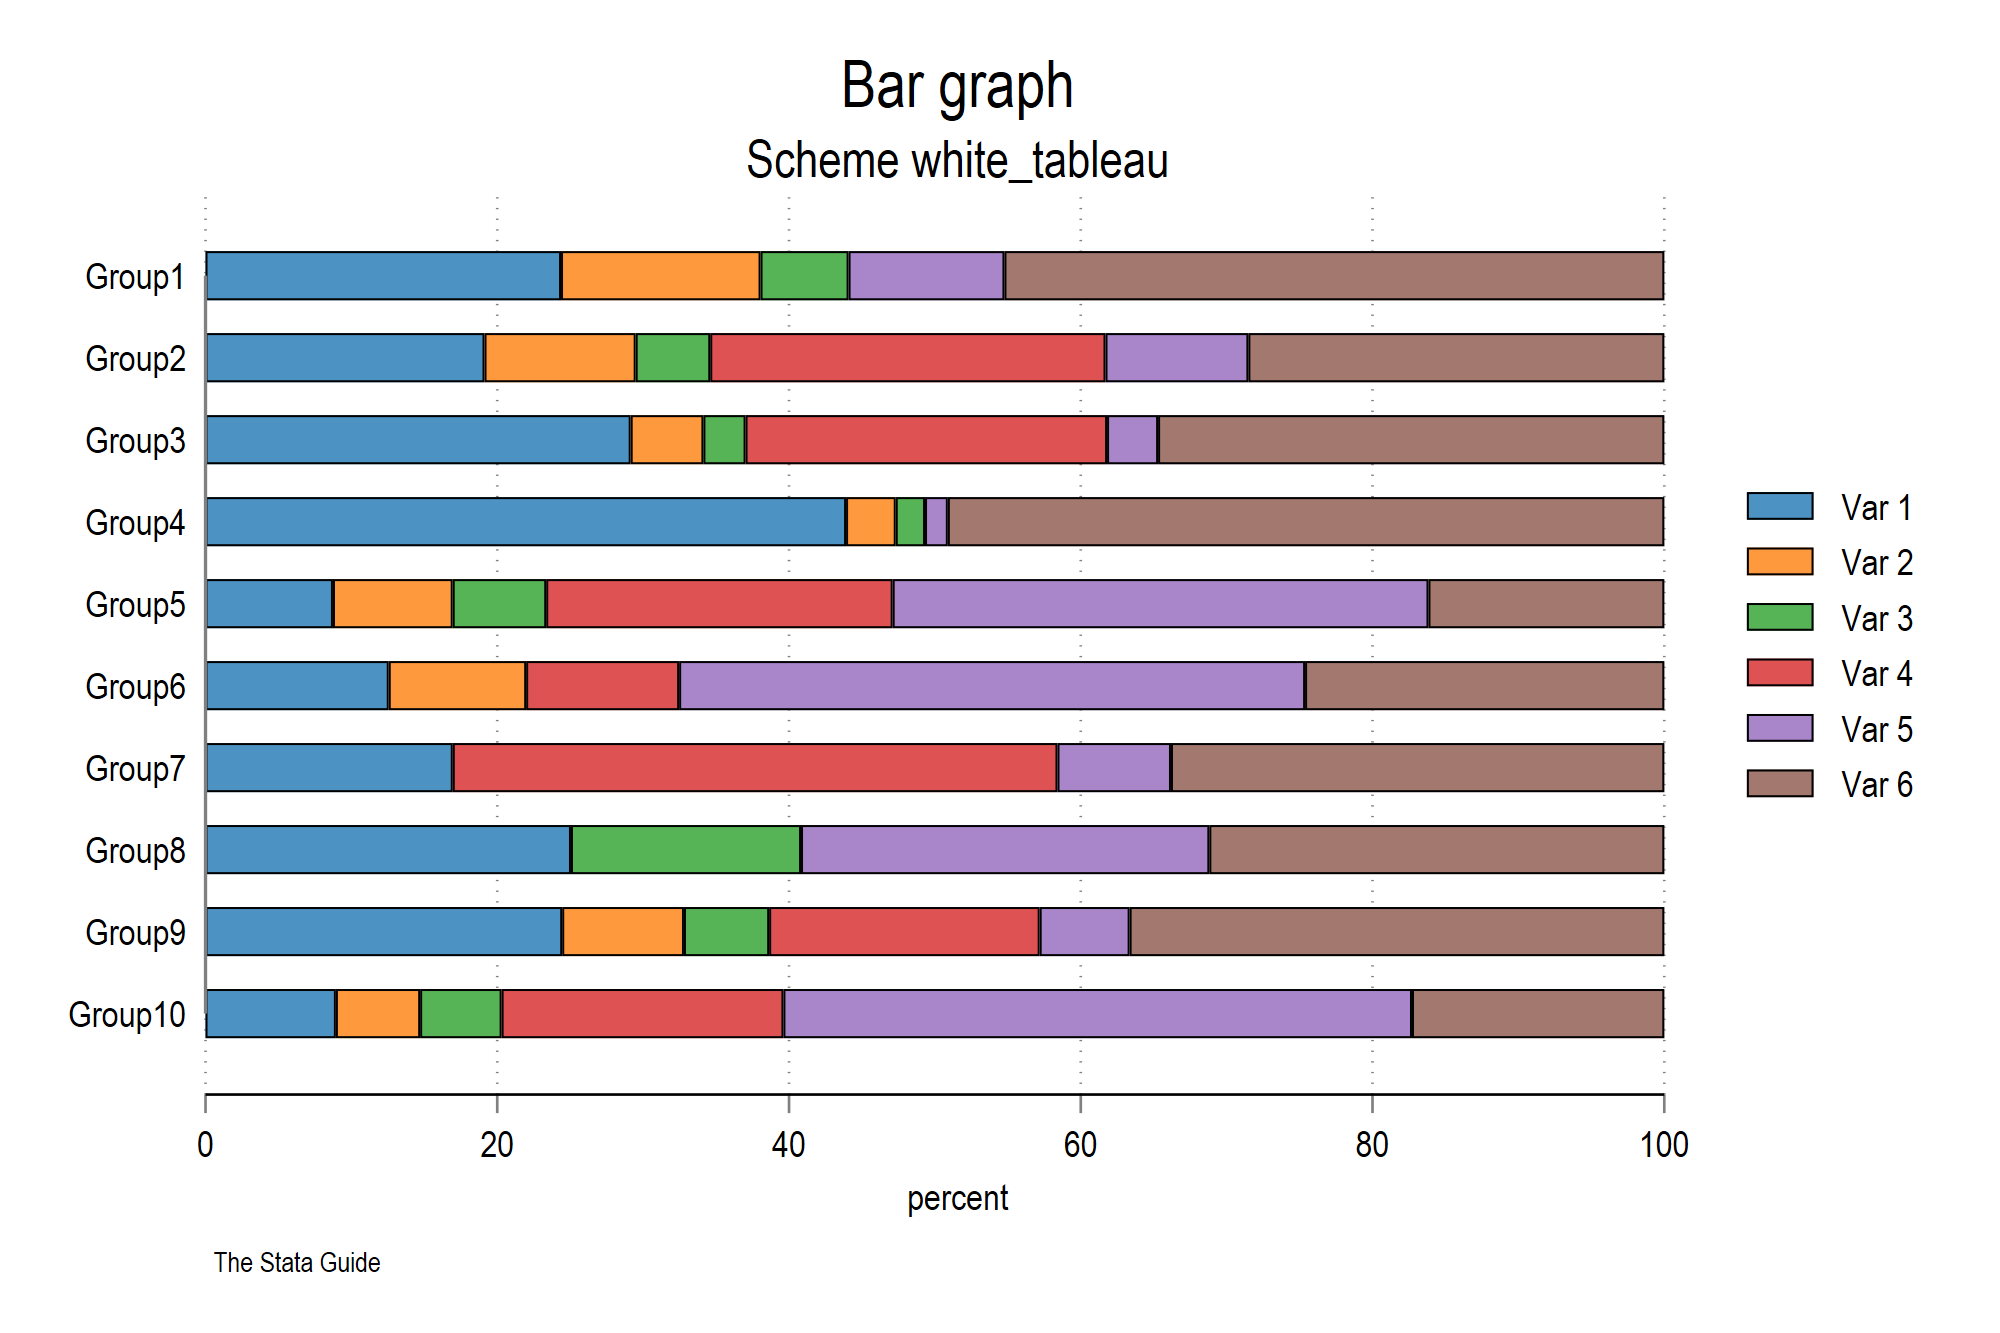 Bar graph
Scheme white_tableau
Group1
Group2
Group3
Group4
Group5
Group6
Group7
Group8
Group9
Group10
Var 1
Var 2
Var 3
Var 4
Var 5
Var 6
0 20 40 60 80 100
percent
The Stata Guide